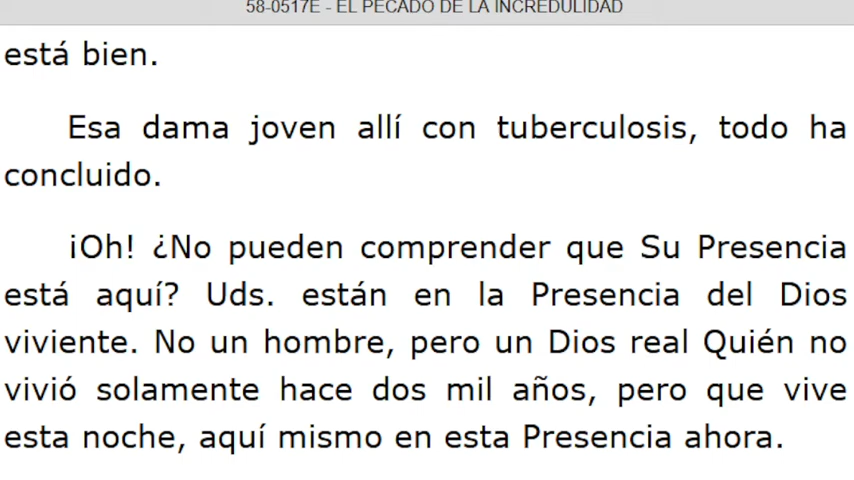 58-0517E - EL PECADO DE LA INCREDULIDAD
está bien.
Esa dama joven allí con tuberculosis, todo ha
concluido.
¡Oh! ¿No pueden comprender que Su Presencia
está aquí? Uds. están en la Presencia del Dios
viviente. No un hombre, pero un Dios real Quién no
vivió solamente hace dos mil años, pero que vive
esta noche, aquí mismo en esta Presencia ahora.